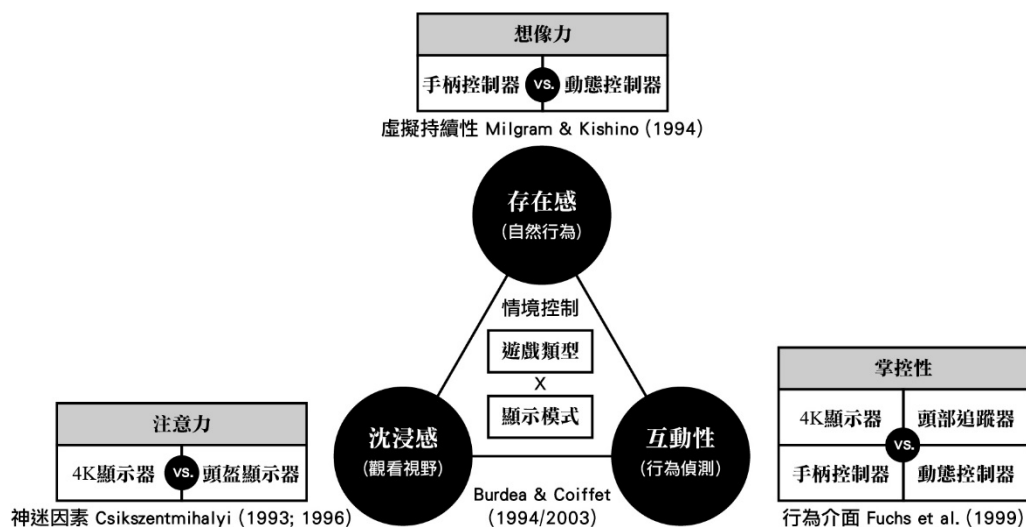 想像力
手柄控制器 vs. 動態控制器
虛擬持續性 Milgram & Kishino (1994)
存在感
(自然行為)
情境控制
遊戲類型
X
顯示模式
沈浸感
(觀看視野)
互動性
(行為偵測)
Burdea & Coiffet
(1994/2003)
注意力
4K顯示器 vs. 頭盔顯示器
神迷因素 Csikszentmihalyi (1993; 1996)
掌控性
4K顯示器 頭部追蹤器
vs.
手柄控制器 動態控制器
行為介面 Fuchs et al. (1999)